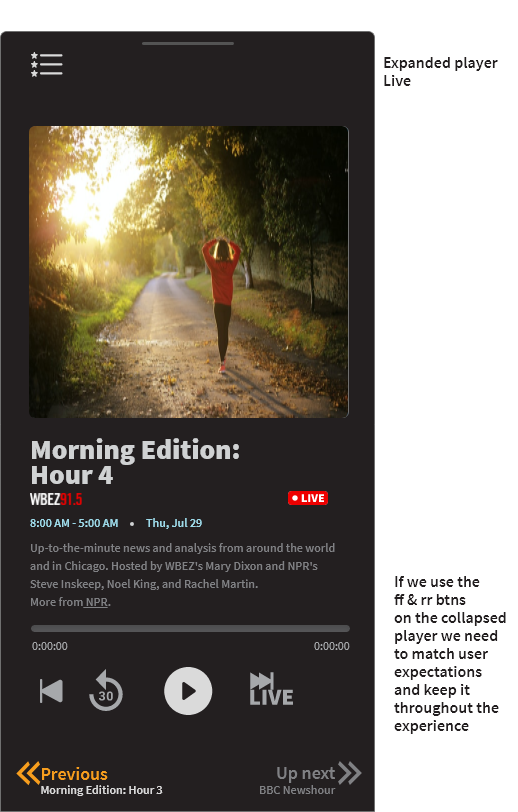 Expanded player
Live
Morning Edition:
Hour 4
WBEZ91.5
LIVE
8:00 AM - 5:00 AM • Thu, Jul 29
Up-to-the-minute news and analysis from around the world
and in Chicago. Hosted by WBEZ's Mary Dixon and NPR's
Steve Inskeep, Noel King, and Rachel Martin.
More from NPR.
0:00:00 0:00:00
30
LIVE
Previous
Morning Edition: Hour 3
Up next
BBC Newshour
If we use the
ff & rr btns
on the collapsed
player we need
to match user
expectations
and keep it
throughout the
experience